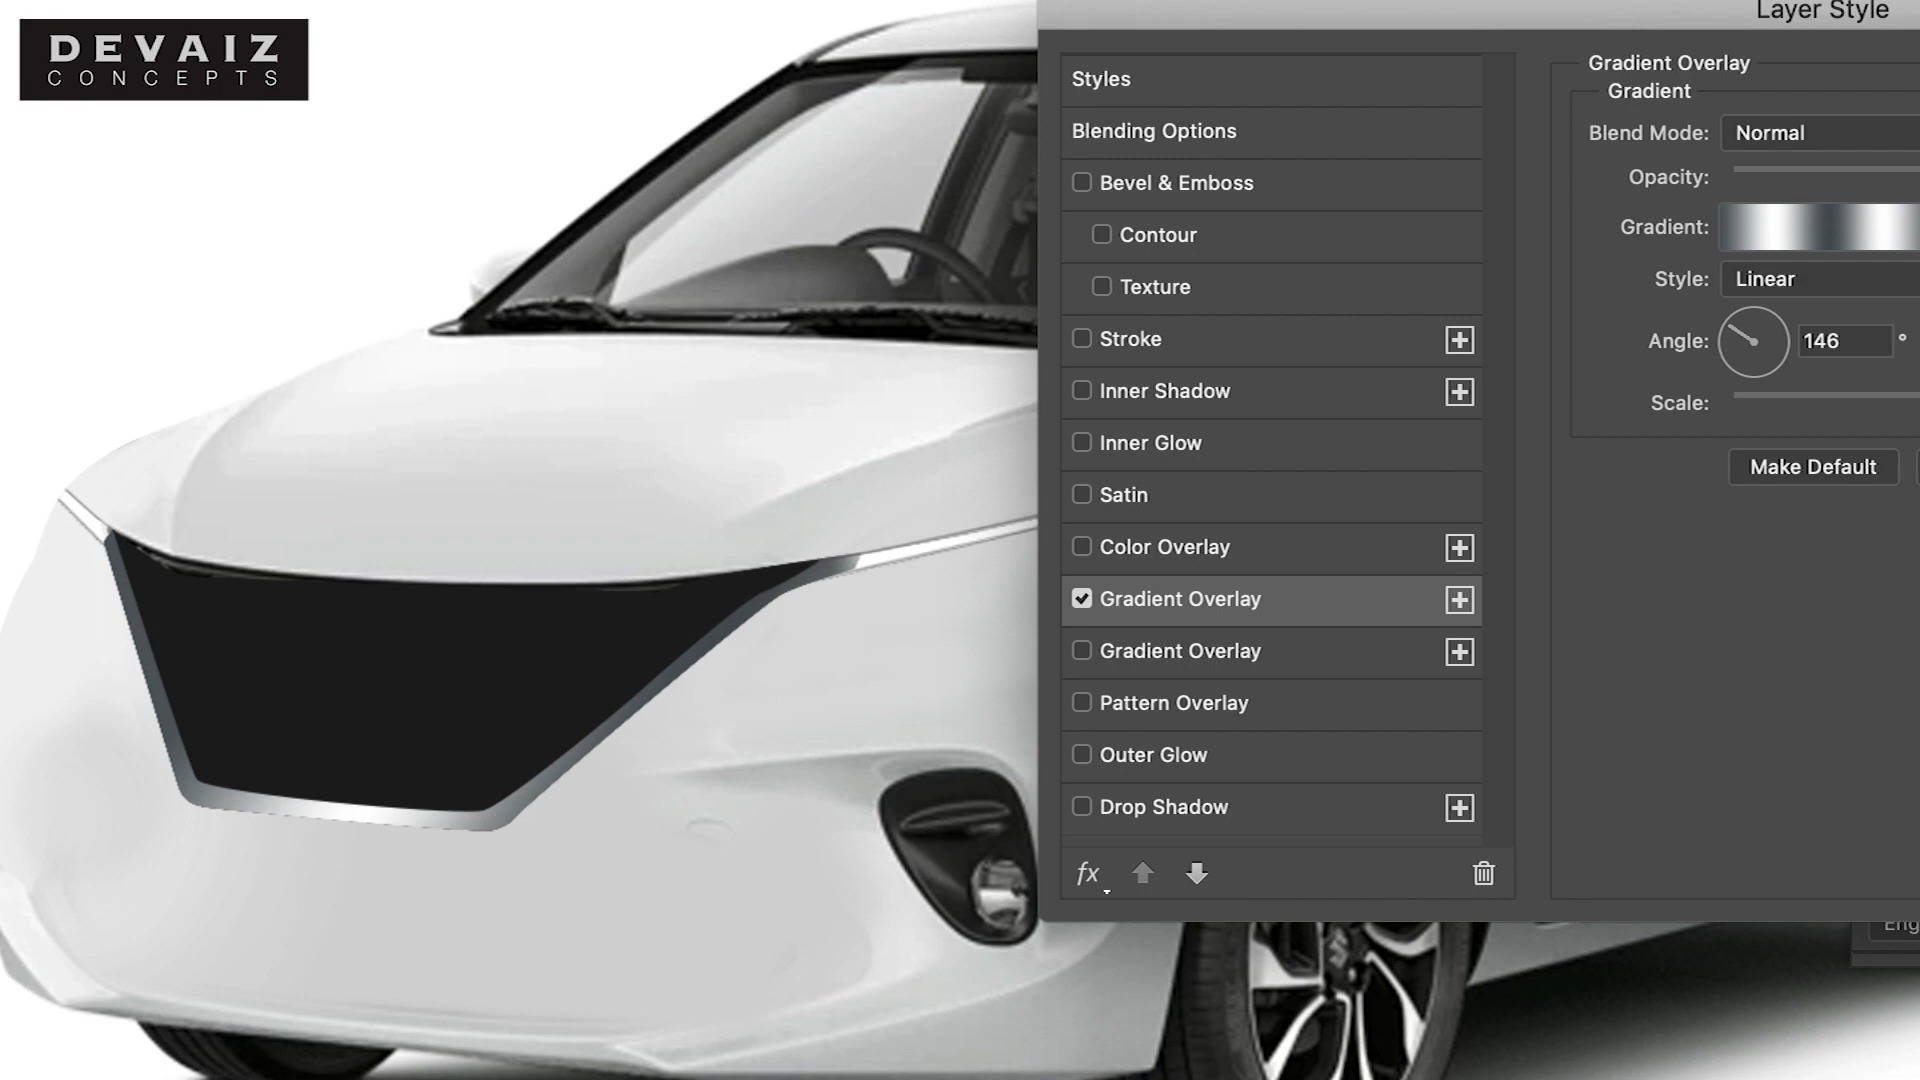 DEVAIZ
CONCEPTS
Layer Style
Styles
Blending Options
Bevel & Emboss
Contour
Texture
Stroke
Inner Shadow
Inner Glow
Satin
Color Overlay
Gradient Overlay
Gradient Overlay
Pattern Overlay
Outer Glow
Drop Shadow
fx
Gradient Overlay
Gradient
Blend Mode: Normal
Opacity:
Gradient:
Style: Linear
Angle: 146 °
Scale:
Make Default
Eng